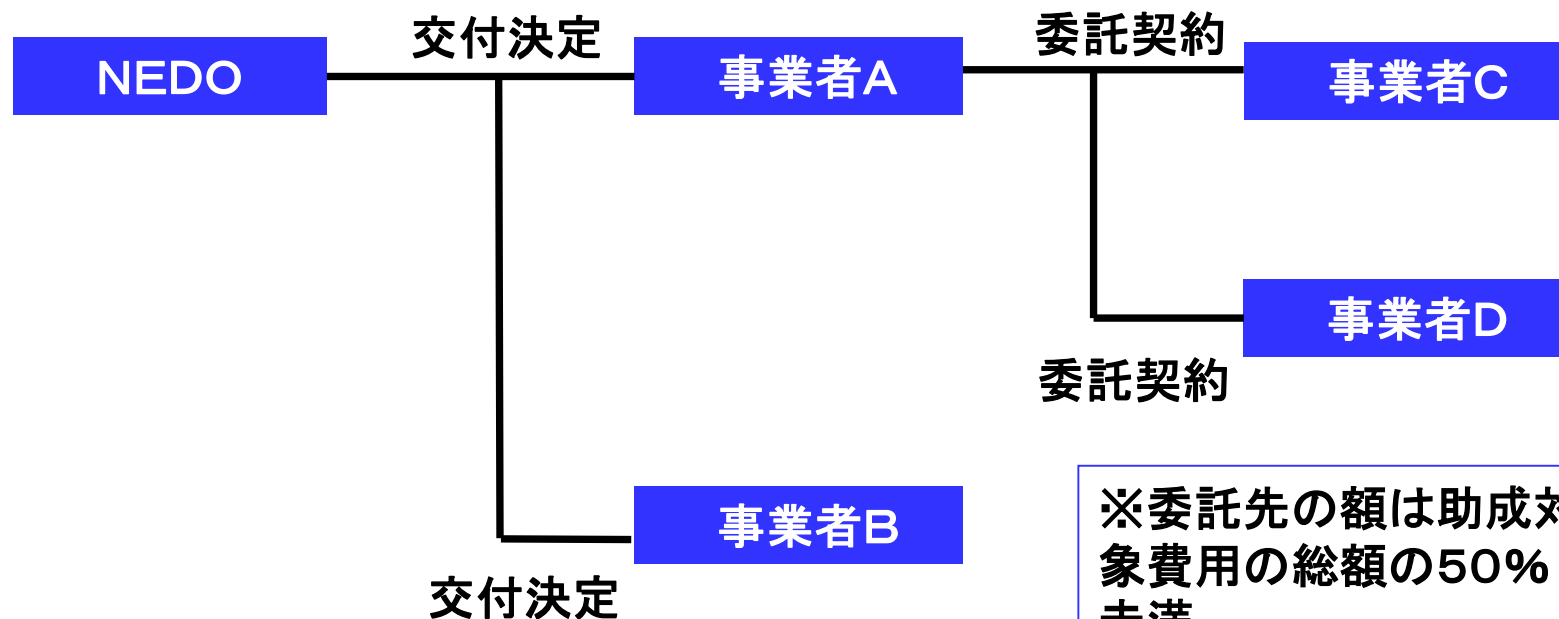 交付決定
委託契約
NEDO
事業者A
事業者C
事業者D
委託契約
事業者B
※委託先の額は助成対
象費用の総額の50%
未満
交付決定